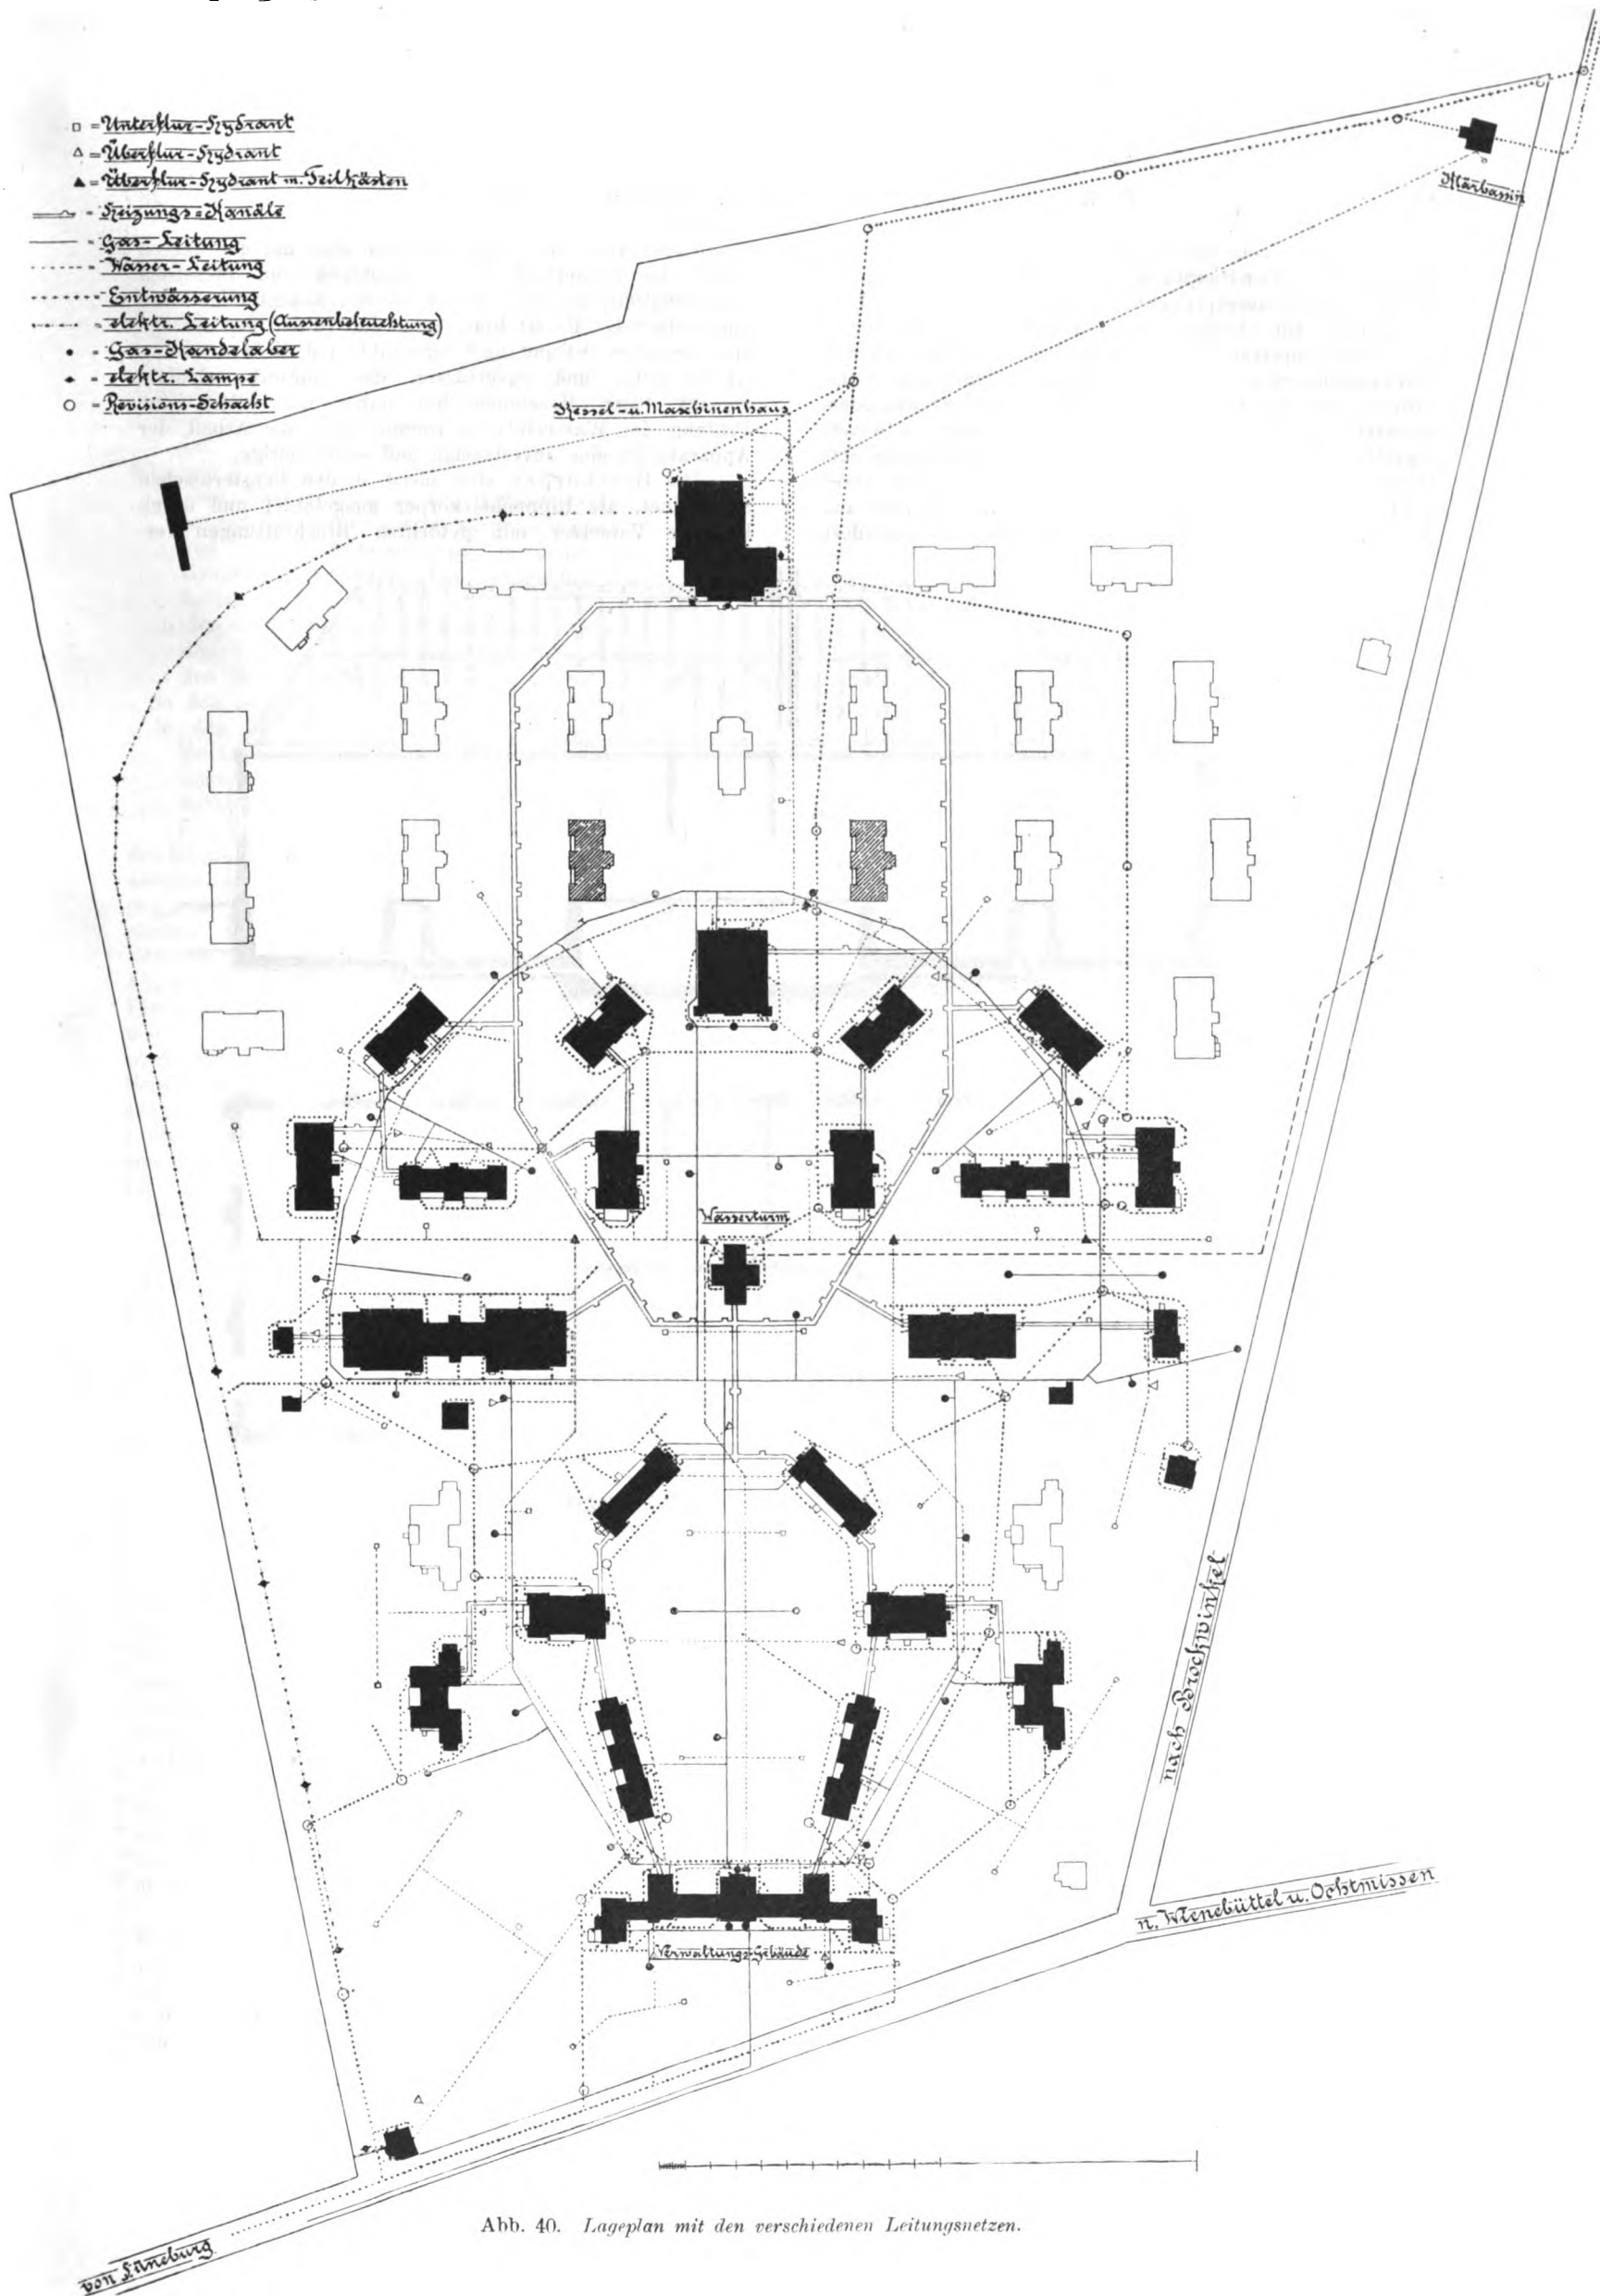 □ = Unterflur-Hydrant
△ = Überflur-Hydrant
▲ = Überflur-Hydrant m. Teilkästen
= Heizungs-Kanäle
= Gas-Leitung
= Wasser-Leitung
= Entwässerung
= elektr. Leitung (Aussenbeleuchtung)
= Gas-Kandelaber
= elektr. Lampe
○ = Revisions-Schacht
Klärbassin
Kessel-u. Maschinenhaus
Wasserturm
nach Brockwinkel
n. Wienebüttel u. Ochtmissen
Verwaltungs-Gebäude
Abb. 40. Lageplan mit den verschiedenen Leitungsnetzen.
von Lüneburg